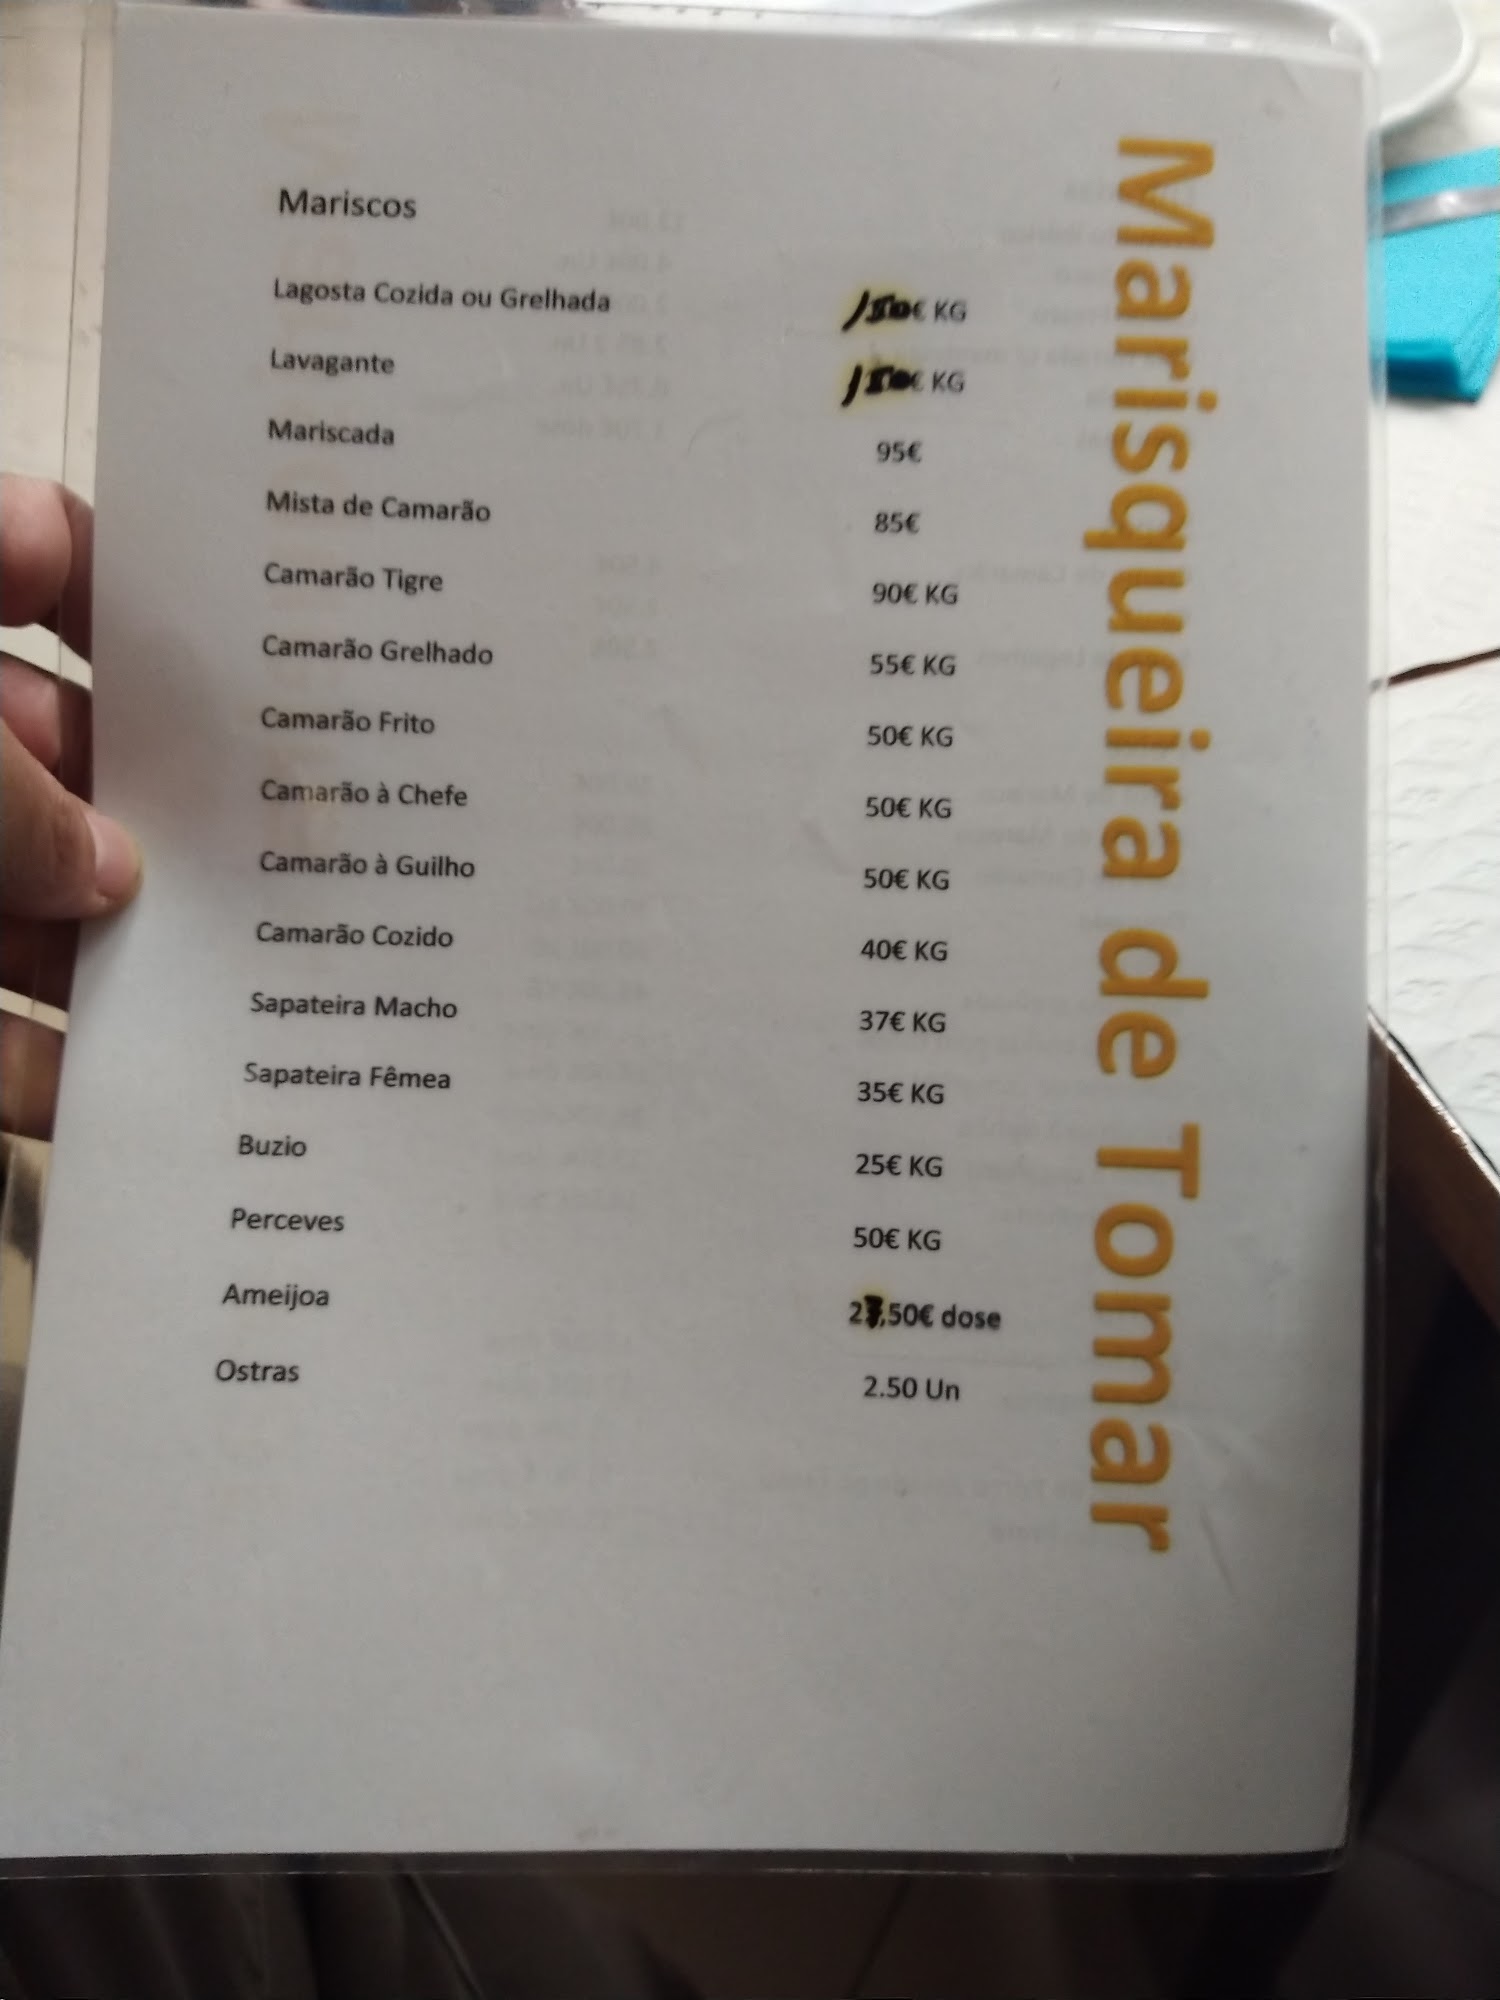 Marisqueira de Tomar
Mariscos
Lagosta Cozida ou Grelhada 150€ KG
Lavagante 150€ KG
Mariscada 95€
Mista de Camarão 85€
Camarão Tigre 90€ KG
Camarão Grelhado 55€ KG
Camarão Frito 50€ KG
Camarão à Chefe 50€ KG
Camarão à Guilho 50€ KG
Camarão Cozido 40€ KG
Sapateira Macho 37€ KG
Sapateira Fêmea 35€ KG
Buzio 25€ KG
Perceves 50€ KG
Ameijoa dose
Ostras 2.50 Un